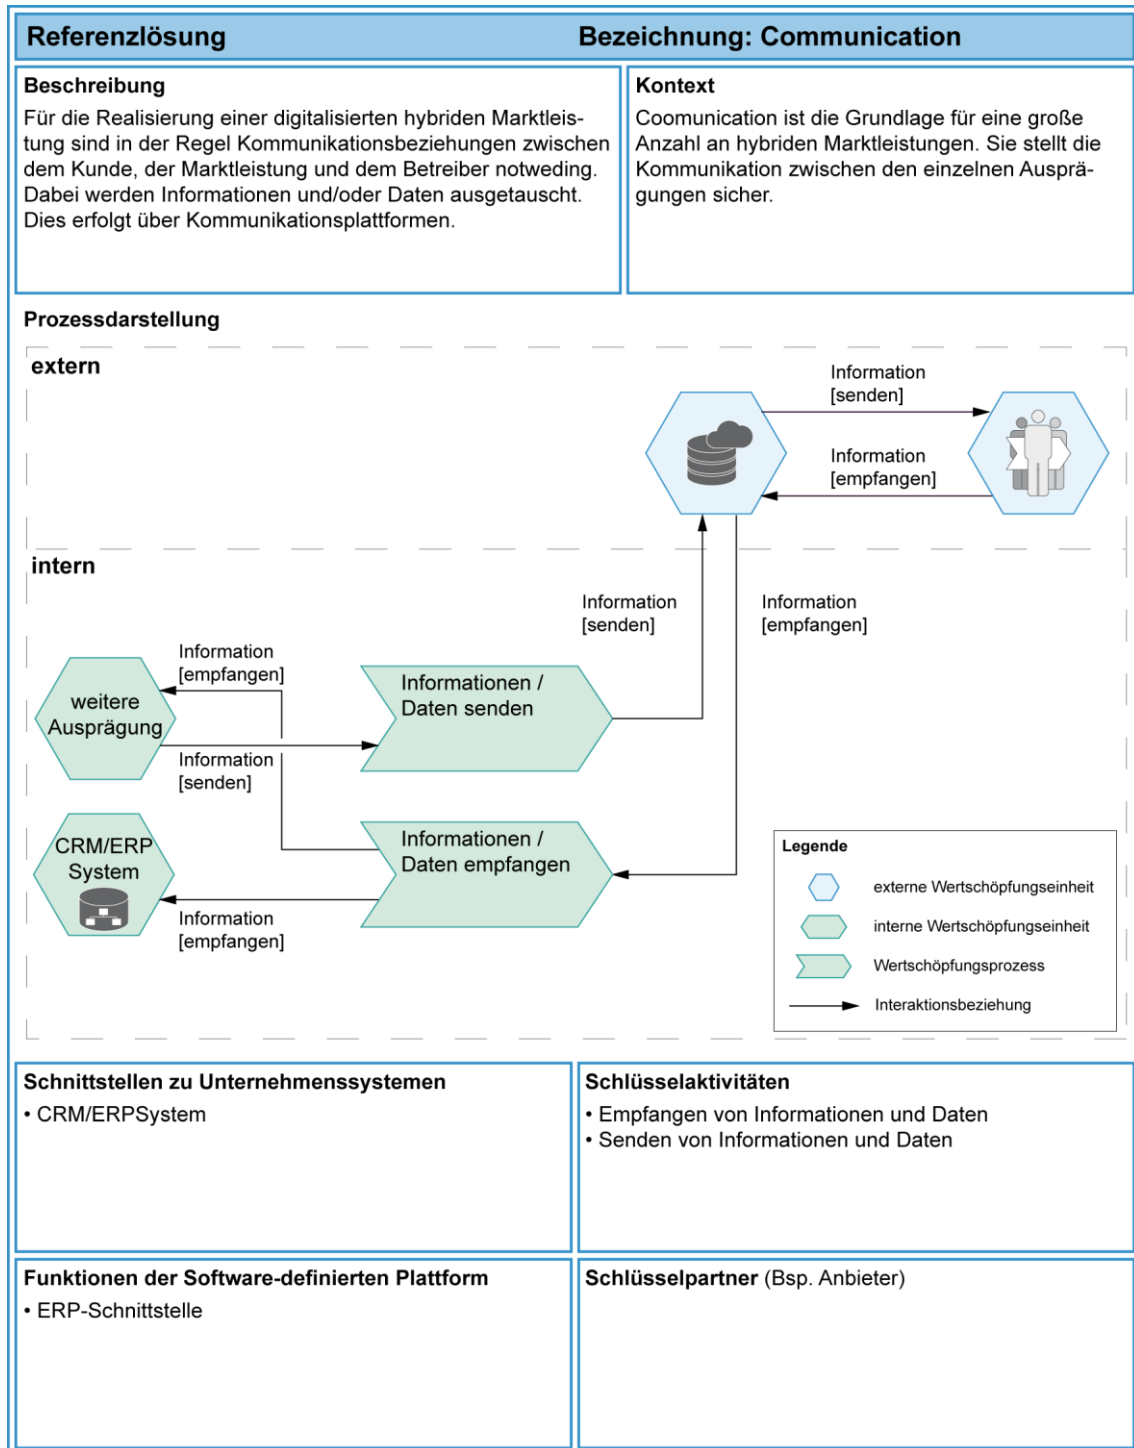 Referenzlösung
Bezeichnung: Communication
Beschreibung
Für die Realisierung einer digitalisierten hybriden Marktleis-
tung sind in der Regel Kommunikationsbeziehungen zwischen
dem Kunde, der Marktleistung und dem Betreiber notweding.
Dabei werden Informationen und/oder Daten ausgetauscht.
Dies erfolgt über Kommunikationsplattformen.
Kontext
Coomunication ist die Grundlage für eine große
Anzahl an hybriden Marktleistungen. Sie stellt die
Kommunikation zwischen den einzelnen Ausprä-
gungen sicher.
Prozessdarstellung
extern
Information
[senden]
Information
[empfangen]
intern
Information
[senden]
Information
[empfangen]
Information
[empfangen]
weitere
Ausprägung
Informationen /
Daten senden
Information
[senden]
CRM/ERP
System
Informationen /
Daten empfangen
Information
[empfangen]
Legende
externe Wertschöpfungseinheit
interne Wertschöpfungseinheit
Wertschöpfungsprozess
Interaktionsbeziehung
Schnittstellen zu Unternehmenssystemen
• CRM/ERPSystem
Schlüsselaktivitäten
• Empfangen von Informationen und Daten
• Senden von Informationen und Daten
Funktionen der Software-definierten Plattform
• ERP-Schnittstelle
Schlüsselpartner (Bsp. Anbieter)